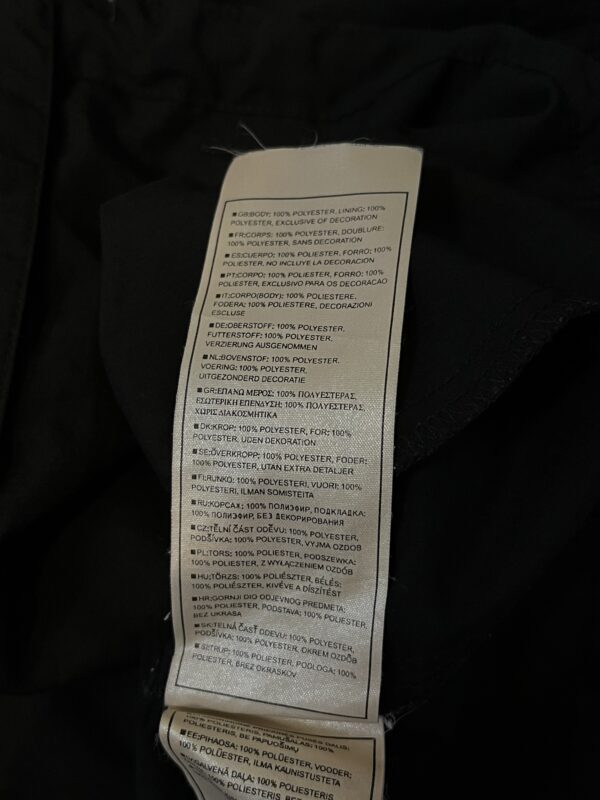 ■GB:BODY; 100% POLYESTER, LINING: 100%
POLYESTER, EXCLUSIVE OF DECORATION
■FR:CORPS: 100% POLYESTER, DOUBLURE:
100% POLYESTER, SANS DECORATION
■ES:CUERPO: 100% POLIESTER, FORRO; 100%
POLIESTER, NO INCLUYE LA DECORACION
■PT:CORPO: 100% POLIESTER, FORRO: 100%
POLIESTER, EXCLUSIVO PARA OS DECORACAO
■IT:CORPO(BODY): 100% POLIESTERE,
FODERA: 100% POLIESTERE, DECORAZIONI
ESCLUSE
■DE:OBERSTOFF: 100% POLYESTER,
FUTTERSTOFF: 100% POLYESTER,
VERZIERUNG AUSGENOMMEN
■NL:BOVENSTOF: 100% POLYESTER,
VOERING: 100% POLYESTER,
UITGEZONDERD DECORATIE
■GR:ΕΠΑΝΩ ΜΕΡΟΣ: 100% ΠΟΛΥΕΣΤΕΡΑΣ,
ΕΣΩΤΕΡΙΚΗ ΕΠΕΝΔΥΣΗ: 100% ΠΟΛΥΕΣΤΕΡΑΣ,
ΧΩΡΙΣ ΔΙΑΚΟΣΜΗΤΙΚΑ
■DK:KROP: 100% POLYESTER, FOR; 100%
POLYESTER, UDEN DEKORATION
■SE:ÖVERKROPP: 100% POLYESTER, FODER:
100% POLYESTER, UTAN EXTRA DETALJER
■FI:RUNKO: 100% POLYESTERI, VUORI: 100%
POLYESTERI, ILMAN SOMISTEITA
■RU:КОРСАХ: 100% ПОЛИЭФИР, ПОДКЛАДКА:
100% ПОЛИЭФИР, БЕЗ ДЕКОРИРОВАНИЯ
■CZ:TĚLNÍ ČÁST ODĚVU: 100% POLYESTER,
PODŠÍVKA: 100% POLYESTER, VYJMA OZDOB
■PL:TORS: 100% POLIESTER, PODSZEWKA:
100% POLIESTER, Z WYŁĄCZENIEM OZDÓB
■HU:TÖRZS: 100% POLIÉSZTER, BÉLÉS:
100% POLIÉSZTER, KIVÉVE A DÍSZÍTÉST
■HR:GORNJI DIO ODJEVNOG PREDMETA:
100% POLIESTER, PODSTAVA: 100% POLIESTER,
BEZ UKRASA
■SK:TELNÁ ČASŤ ODEVU: 100% POLYESTER,
PODŠÍVKA: 100% POLYESTER, OKREM OZDÔB
■SI:TRUP: 100% POLIESTER, PODLOGA: 100%
POLIESTER, BREZ OKRASKOV
POLIESTERIS, PAMUŠALAS: 100%
POLIESTERIS, BE PAPUOŠIMŲ
■EE:PIHAOSA: 100% POLÜESTER, VOODER:
100% POLÜESTER, ILMA KAUNISTUSTETA
GALVENĀ DAĻA: 100% POLIESTERIS
100% POLIESTERIS